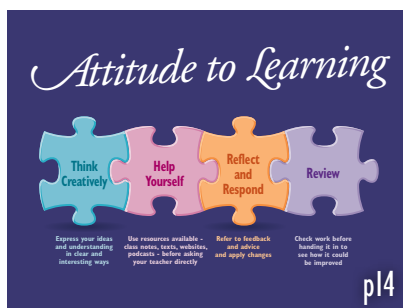 Attitude to Learning
Think
Creatively
Help
Yourself
Reflect
and
Respond
Review
Express your ideas
and understanding
in clear and
interesting ways
Use resources available -
class notes, texts, websites,
podcasts - before asking
your teacher directly
Refer to feedback
and advice
and apply changes
Check work before
handing it in to
see how it could
be improved
p14